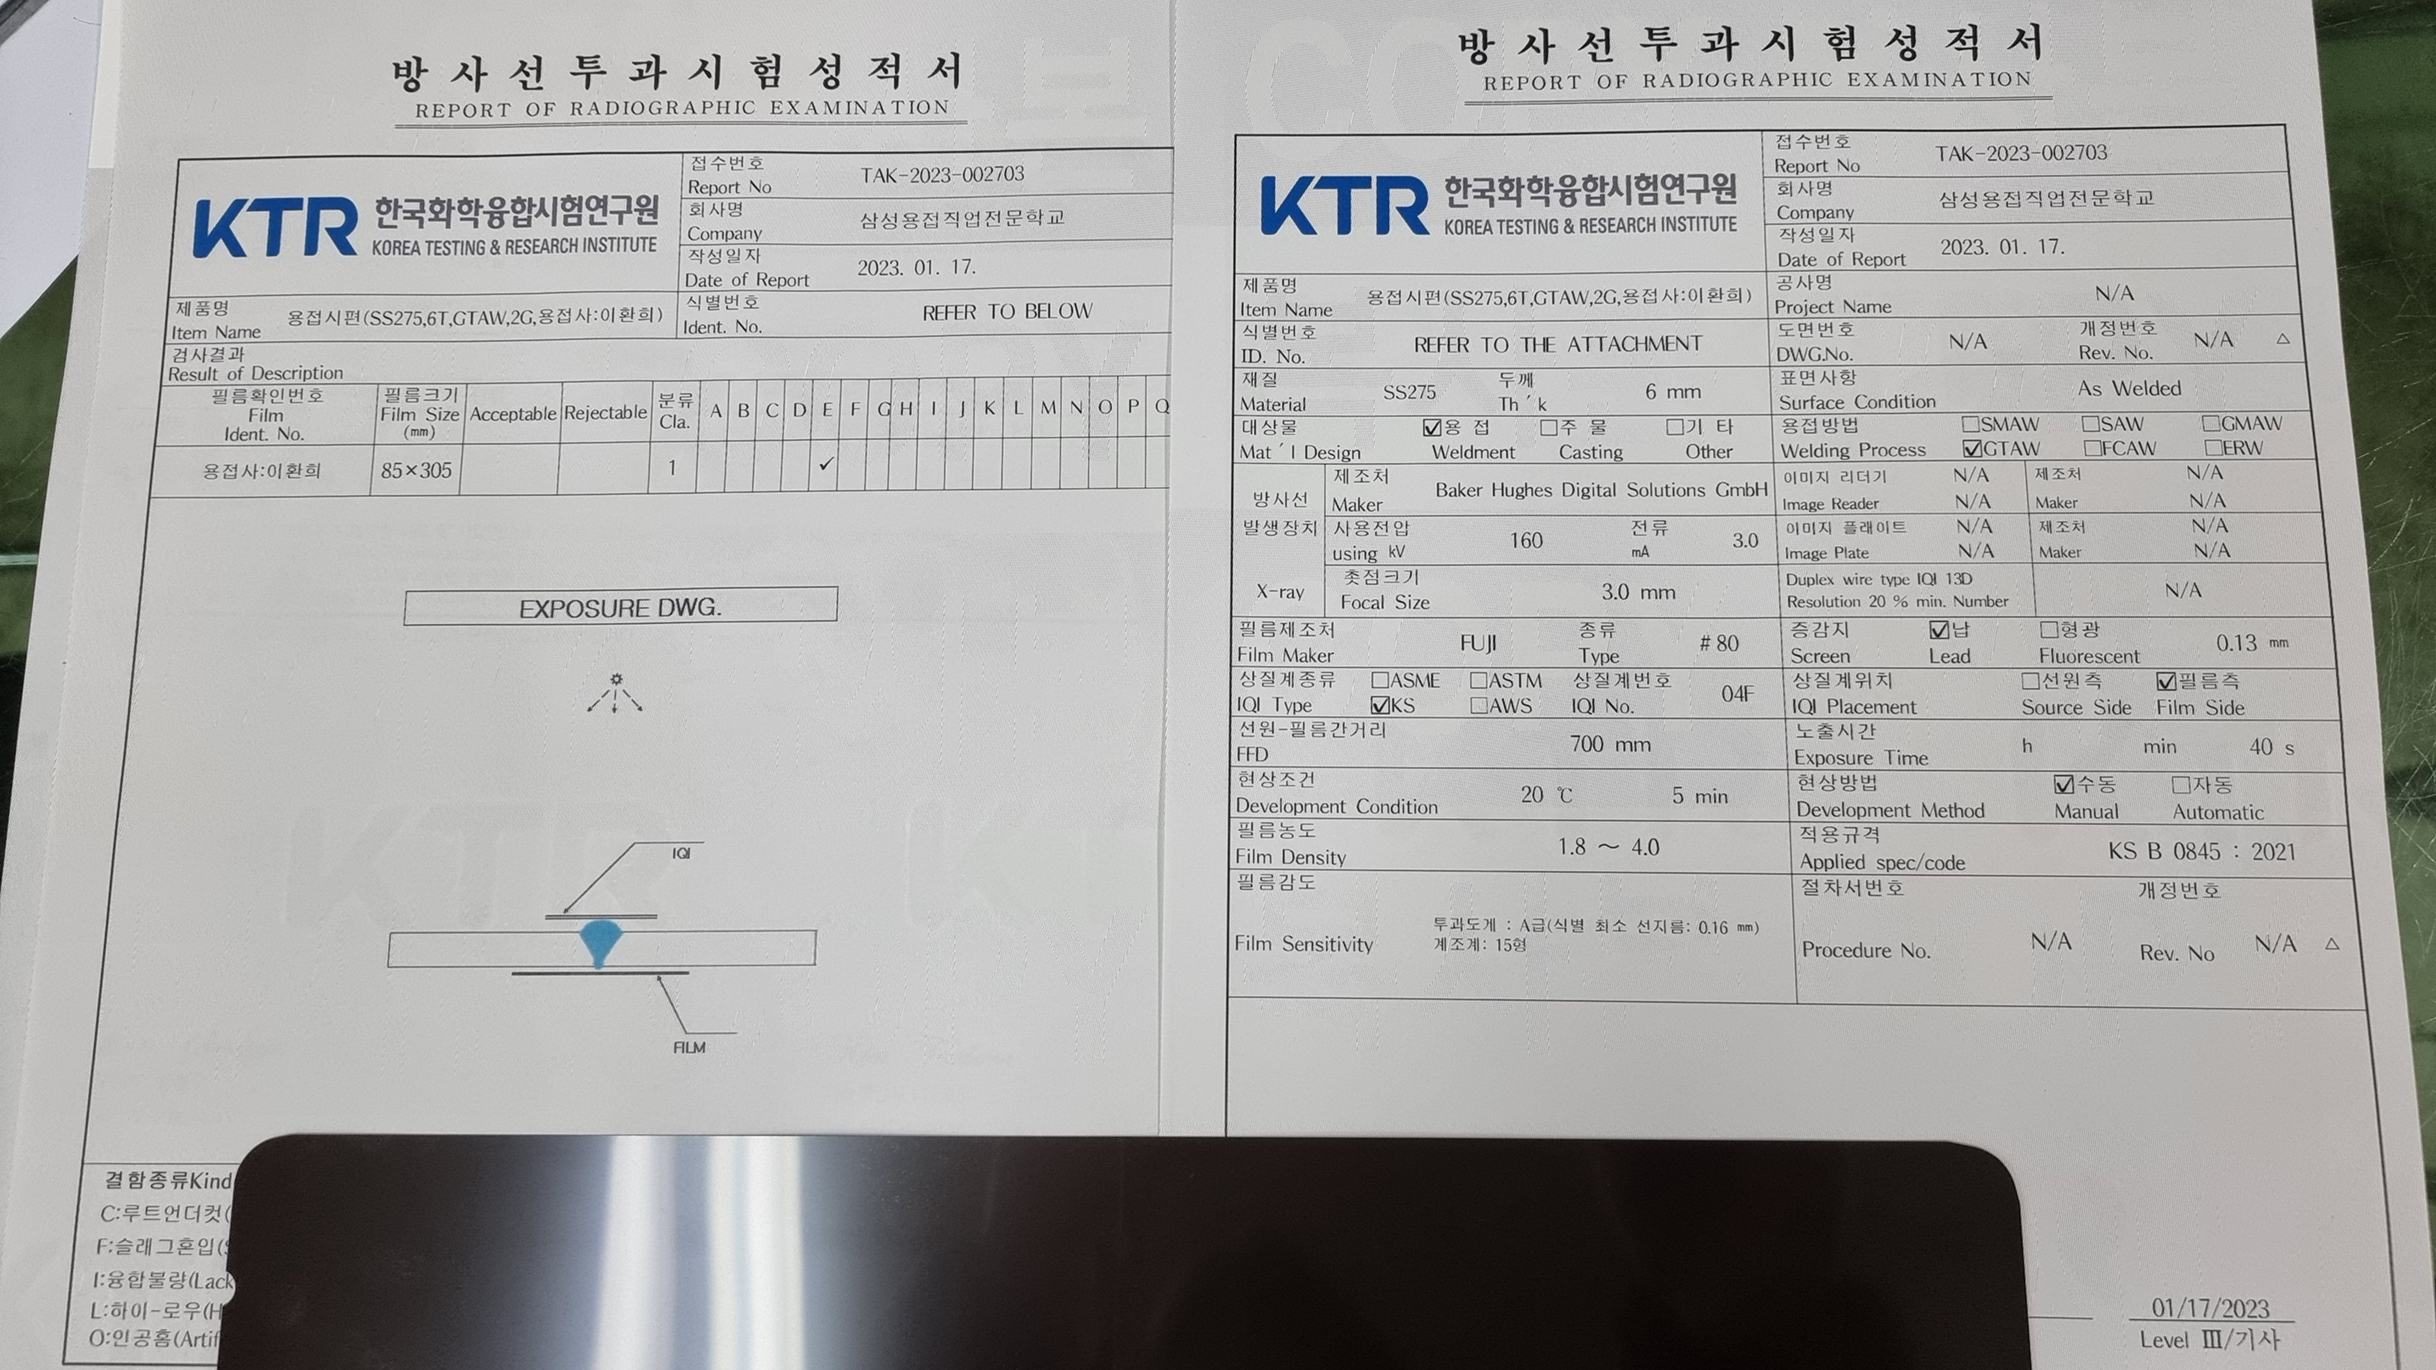 방사선투과시험성적서
REPORT OF RADIOGRAPHIC EXAMINATION
KTR 한국화학융합시험연구원
KOREA TESTING & RESEARCH INSTITUTE
접수번호
Report No TAK-2023-002703
회사명
Company 삼성용접직업전문학교
작성일자
Date of Report 2023. 01. 17.
제품명
Item Name 용접시편(SS275,6T,GTAW,2G,용접사:이환희)
식별번호
Ident. No. REFER TO BELOW
검사결과
Result of Description
필름확인번호
Film
Ident. No.
필름크기
Film Size
(mm)
Acceptable
Rejectable
분류
Cla.
A B C D E F G H I J K L M N O P Q
용접사:이환희 85×305 1 ✓
EXPOSURE DWG.
IQI
FILM
결함종류Kind
C:루트언더컷(
F:슬래그혼입(S
I:융합불량(Lack
L:하이-로우(H
O:인공홈(Artif
방사선투과시험성적서
REPORT OF RADIOGRAPHIC EXAMINATION
KTR 한국화학융합시험연구원
KOREA TESTING & RESEARCH INSTITUTE
접수번호
Report No TAK-2023-002703
회사명
Company 삼성용접직업전문학교
작성일자
Date of Report 2023. 01. 17.
제품명
Item Name 용접시편(SS275,6T,GTAW,2G,용접사:이환희)
공사명
Project Name N/A
식별번호
ID. No. REFER TO THE ATTACHMENT
도면번호 개정번호
DWG.No. N/A Rev. No. N/A △
재질 두께
Material SS275 Th´k 6 mm
표면사항
Surface Condition As Welded
대상물 ☑용 접 □주 물 □기 타
Mat´l Design Weldment Casting Other
용접방법 □SMAW □SAW □GMAW
Welding Process ☑GTAW □FCAW □ERW
방사선
발생장치
X-ray
제조처
Maker Baker Hughes Digital Solutions GmbH
사용전압 전류
using kV 160 mA 3.0
촛점크기
Focal Size 3.0 mm
이미지 리더기 N/A 제조처 N/A
Image Reader N/A Maker N/A
이미지 플레이트 N/A 제조처 N/A
Image Plate N/A Maker N/A
Duplex wire type IQI 13D
Resolution 20 % min. Number N/A
필름제조처 종류
Film Maker FUJI Type #80
증감지 ☑납 □형광
Screen Lead Fluorescent 0.13 mm
상질계종류 □ASME □ASTM 상질계번호
IQI Type ☑KS □AWS IQI No. 04F
상질계위치 □선원측 ☑필름측
IQI Placement Source Side Film Side
선원-필름간거리
FFD 700 mm
노출시간
Exposure Time h min 40 s
현상조건
Development Condition 20 ℃ 5 min
현상방법 ☑수동 □자동
Development Method Manual Automatic
필름농도
Film Density 1.8 ～ 4.0
적용규격
Applied spec/code KS B 0845 : 2021
필름감도
Film Sensitivity
투과도계 : A급(식별 최소 선지름: 0.16 mm)
계조계: 15형
절차서번호 개정번호
Procedure No. N/A Rev. No N/A △
01/17/2023
Level Ⅲ/기사